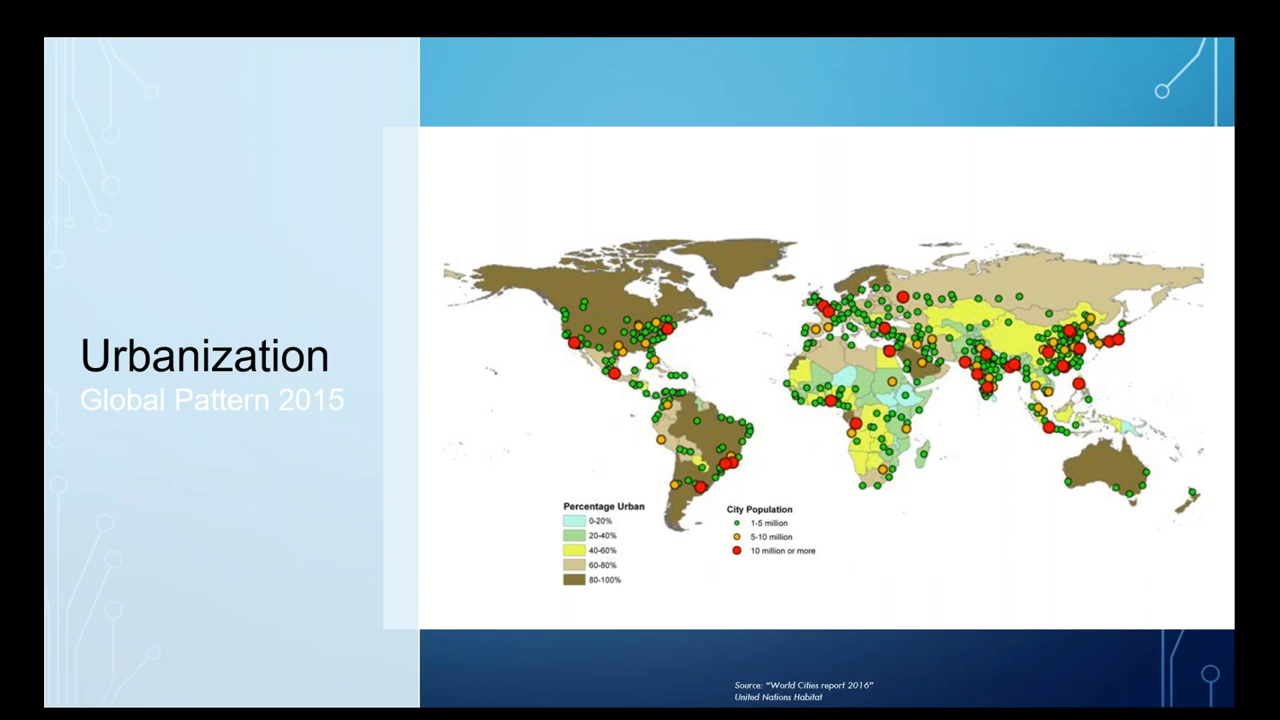 Urbanization
Global Pattern 2015
Percentage Urban
0-20%
20-40%
40-60%
60-80%
80-100%
City Population
1-5 million
5-10 million
10 million or more
Source: "World Cities report 2016"
United Nations Habitat